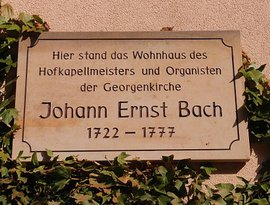 Hier stand das Wohnhaus des
Hofkapellmeisters und Organisten
der Georgenkirche
Johann Ernst Bach
1722 – 1777